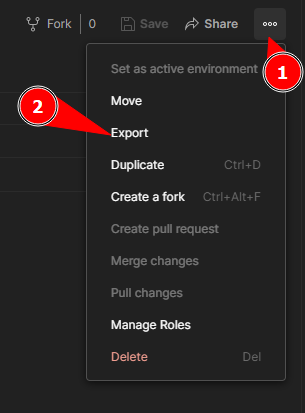 Fork 0 Save Share
Set as active environment
1
Move
2
Export
Duplicate Ctrl+D
Create a fork Ctrl+Alt+F
Create pull request
Merge changes
Pull changes
Manage Roles
Delete Del